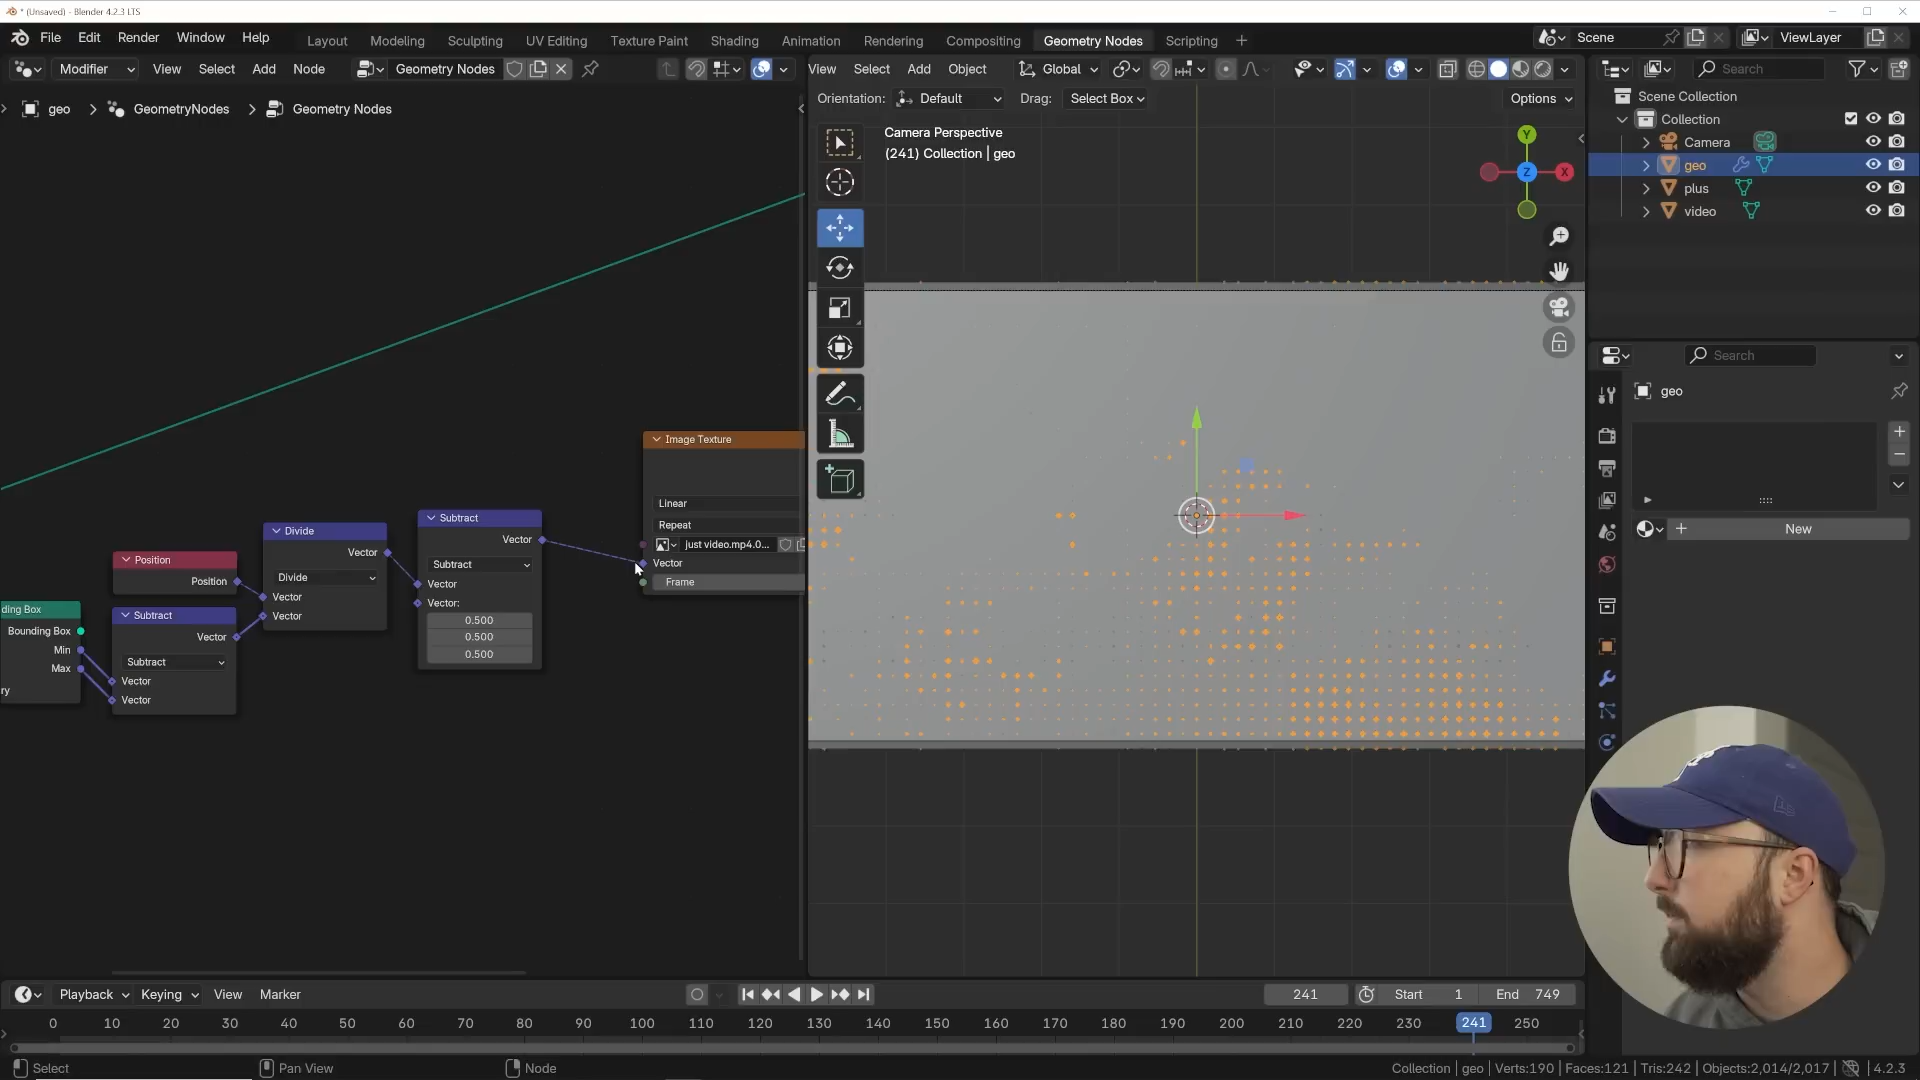 * (Unsaved) - Blender 4.2.3 LTS
File Edit Render Window Help Layout Modeling Sculpting UV Editing Texture Paint Shading Animation Rendering Compositing Geometry Nodes Scripting + Scene ViewLayer
Modifier View Select Add Node Geometry Nodes View Select Add Object Global Search
geo > GeometryNodes > Geometry Nodes
Orientation: Default Drag: Select Box Options
Camera Perspective
(241) Collection | geo
Y
X
Z
Scene Collection
Collection
Camera
geo
plus
video
Search
geo
New
Image Texture
Linear
Repeat
just video.mp4.0...
Vector
Frame
Subtract
Vector
Subtract
Vector
Vector:
0.500
0.500
0.500
Divide
Vector
Divide
Vector
Vector
Position
Position
Subtract
Vector
Subtract
Vector
Vector
ding Box
Bounding Box
Min
Max
ry
Playback Keying View Marker 241 Start 1 End 749
0 10 20 30 40 50 60 70 80 90 100 110 120 130 140 150 160 170 180 190 200 210 220 230 241 250
Select Pan View Node Collection | geo | Verts:190 | Faces:121 | Tris:242 | Objects:2,014/2,017 | 4.2.3